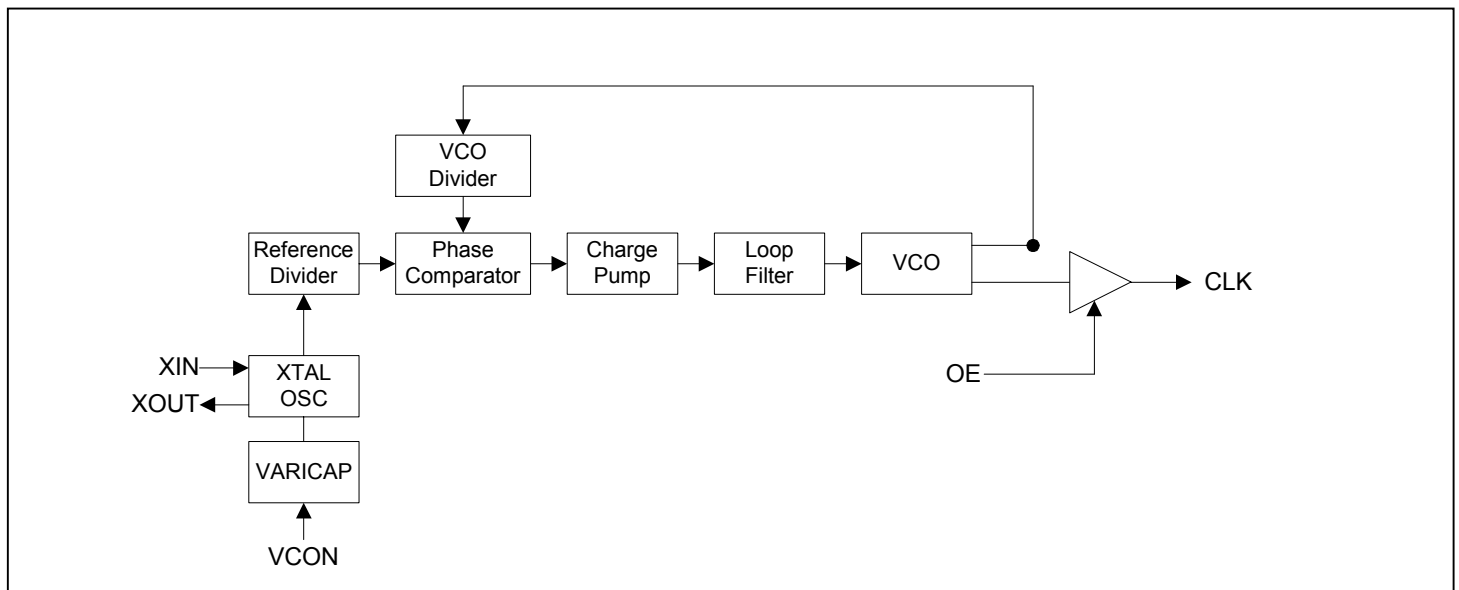 VCO
Divider
Reference
Divider
Phase
Comparator
Charge
Pump
Loop
Filter
VCO
CLK
XIN
XTAL
OSC
XOUT
OE
VARICAP
VCON